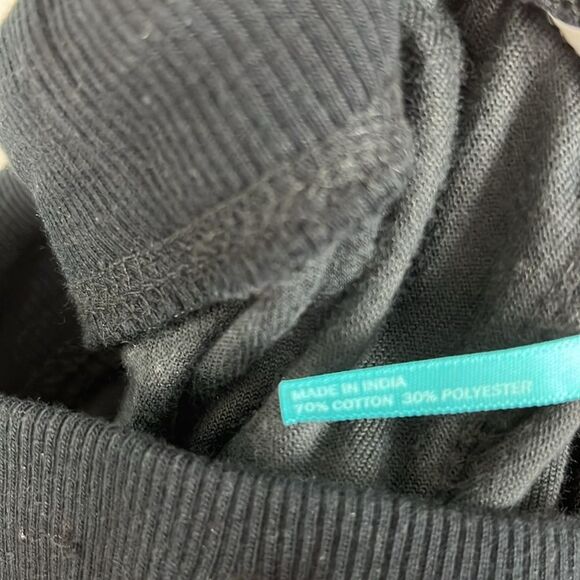 MADE IN INDIA
70% COTTON 30% POLYESTER